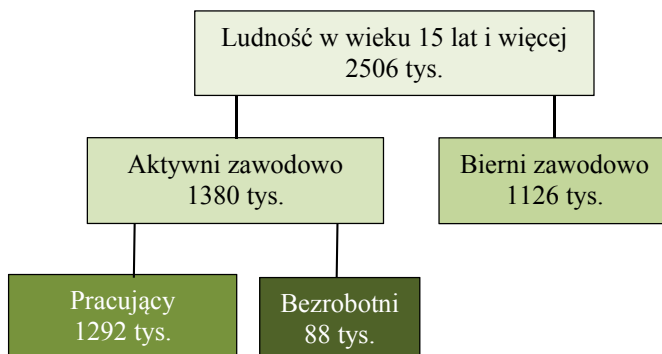 Ludność w wieku 15 lat i więcej
2506 tys.
Aktywni zawodowo
1380 tys.
Bierni zawodowo
1126 tys.
Pracujący
1292 tys.
Bezrobotni
88 tys.